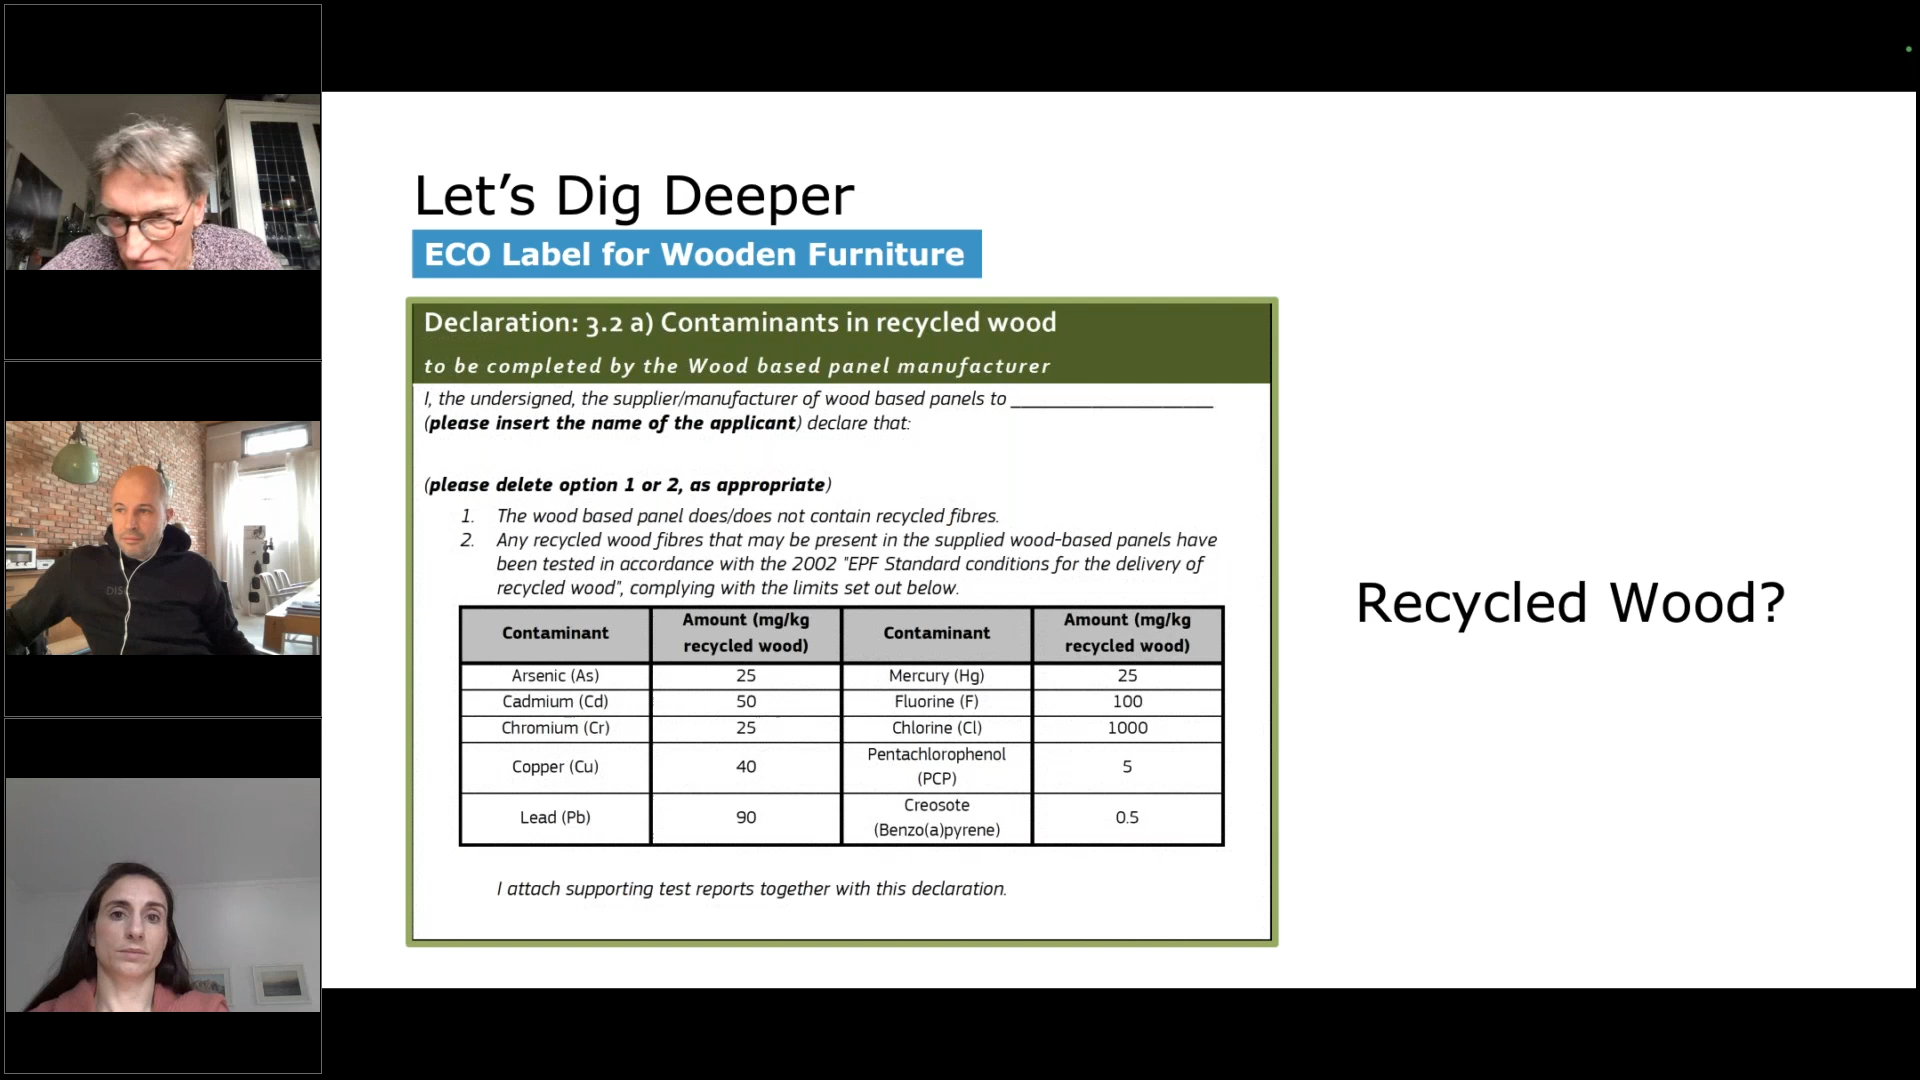 Let's Dig Deeper
ECO Label for Wooden Furniture
Declaration: 3.2 a) Contaminants in recycled wood
to be completed by the Wood based panel manufacturer
I, the undersigned, the supplier/manufacturer of wood based panels to ____________________
(please insert the name of the applicant) declare that:
(please delete option 1 or 2, as appropriate)
1. The wood based panel does/does not contain recycled fibres.
2. Any recycled wood fibres that may be present in the supplied wood-based panels have
been tested in accordance with the 2002 "EPF Standard conditions for the delivery of
recycled wood", complying with the limits set out below.
Contaminant Amount (mg/kg recycled wood) Contaminant Amount (mg/kg recycled wood)
Arsenic (As) 25 Mercury (Hg) 25
Cadmium (Cd) 50 Fluorine (F) 100
Chromium (Cr) 25 Chlorine (Cl) 1000
Copper (Cu) 40 Pentachlorophenol (PCP) 5
Lead (Pb) 90 Creosote (Benzo(a)pyrene) 0.5
I attach supporting test reports together with this declaration.
Recycled Wood?